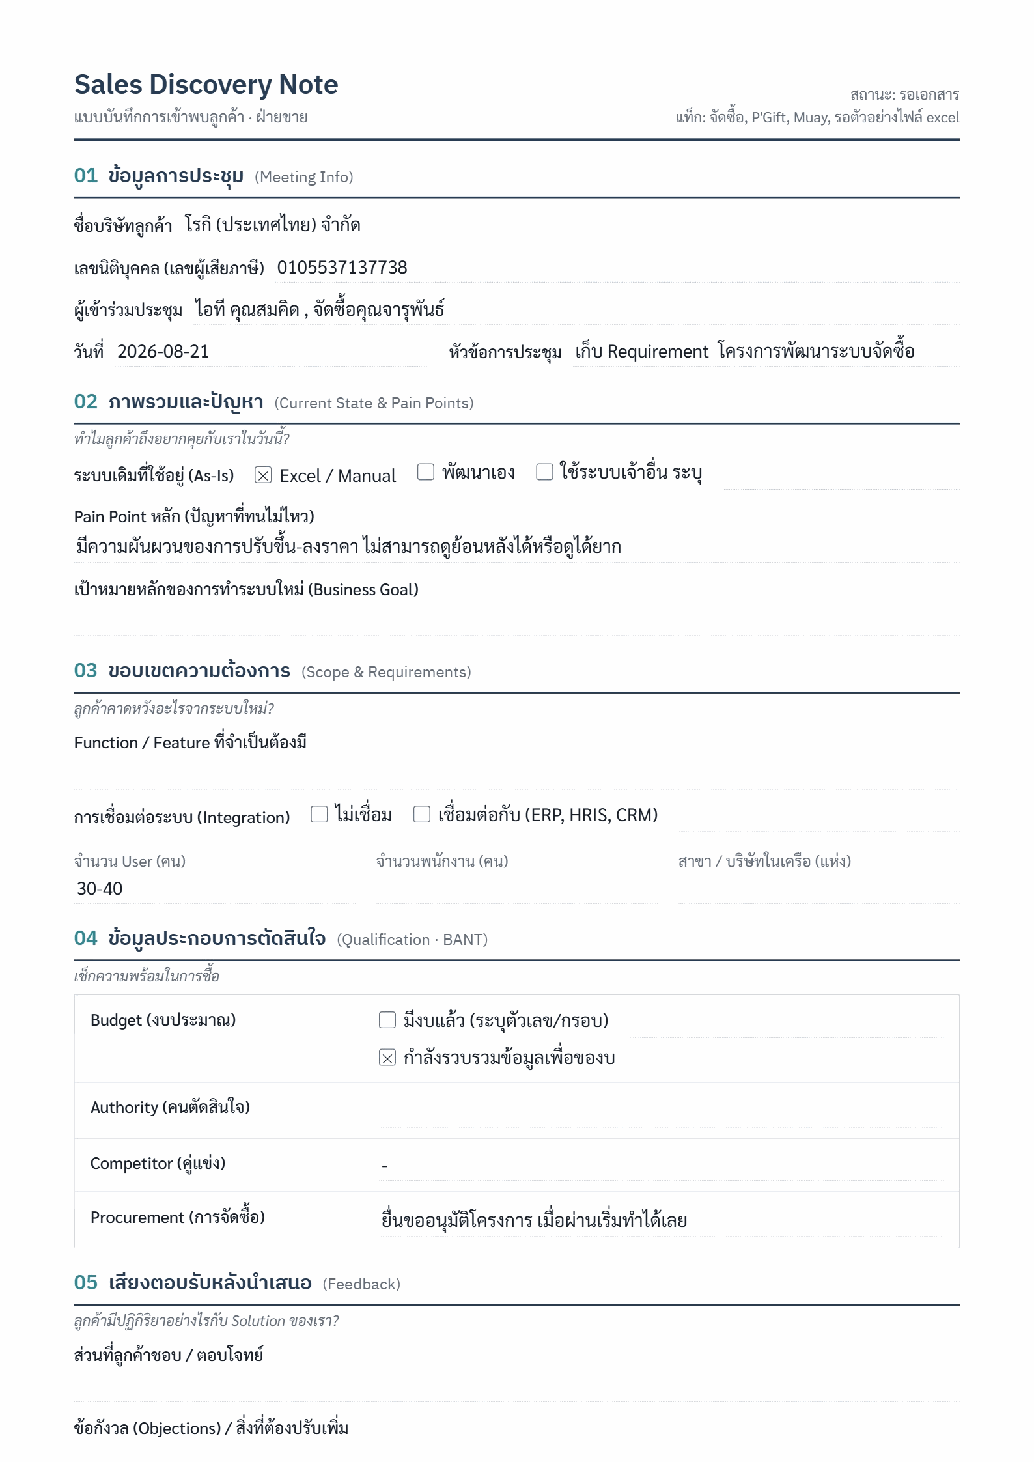 Sales Discovery Note
แบบบันทึกการเข้าพบลูกค้า · ฝ่ายขาย
สถานะ: รอเอกสาร
แท็ก: จัดซื้อ, P'Gift, Muay, รอตัวอย่างไฟล์ excel
01 ข้อมูลการประชุม (Meeting Info)
ชื่อบริษัทลูกค้า โรกิ (ประเทศไทย) จำกัด
เลขนิติบุคคล (เลขผู้เสียภาษี) 0105537137738
ผู้เข้าร่วมประชุม ไอที คุณสมคิด , จัดซื้อคุณจารุพันธ์
วันที่ 2026-08-21 หัวข้อการประชุม เก็บ Requirement โครงการพัฒนาระบบจัดซื้อ
02 ภาพรวมและปัญหา (Current State & Pain Points)
ทำไมลูกค้าถึงอยากคุยกับเราในวันนี้?
ระบบเดิมที่ใช้อยู่ (As-Is) ☒ Excel / Manual ☐ พัฒนาเอง ☐ ใช้ระบบเจ้าอื่น ระบุ
Pain Point หลัก (ปัญหาที่ทนไม่ไหว)
มีความผันผวนของการปรับขึ้น-ลงราคา ไม่สามารถดูย้อนหลังได้หรือดูได้ยาก
เป้าหมายหลักของการทำระบบใหม่ (Business Goal)
03 ขอบเขตความต้องการ (Scope & Requirements)
ลูกค้าคาดหวังอะไรจากระบบใหม่?
Function / Feature ที่จำเป็นต้องมี
การเชื่อมต่อระบบ (Integration) ☐ ไม่เชื่อม ☐ เชื่อมต่อกับ (ERP, HRIS, CRM)
จำนวน User (คน) จำนวนพนักงาน (คน) สาขา / บริษัทในเครือ (แห่ง)
30-40
04 ข้อมูลประกอบการตัดสินใจ (Qualification · BANT)
เช็กความพร้อมในการซื้อ
Budget (งบประมาณ) ☐ มีงบแล้ว (ระบุตัวเลข/กรอบ)
☒ กำลังรวบรวมข้อมูลเพื่อของบ
Authority (คนตัดสินใจ)
Competitor (คู่แข่ง) -
Procurement (การจัดซื้อ) ยื่นขออนุมัติโครงการ เมื่อผ่านเริ่มทำได้เลย
05 เสียงตอบรับหลังนำเสนอ (Feedback)
ลูกค้ามีปฏิกิริยาอย่างไรกับ Solution ของเรา?
ส่วนที่ลูกค้าชอบ / ตอบโจทย์
ข้อกังวล (Objections) / สิ่งที่ต้องปรับเพิ่ม